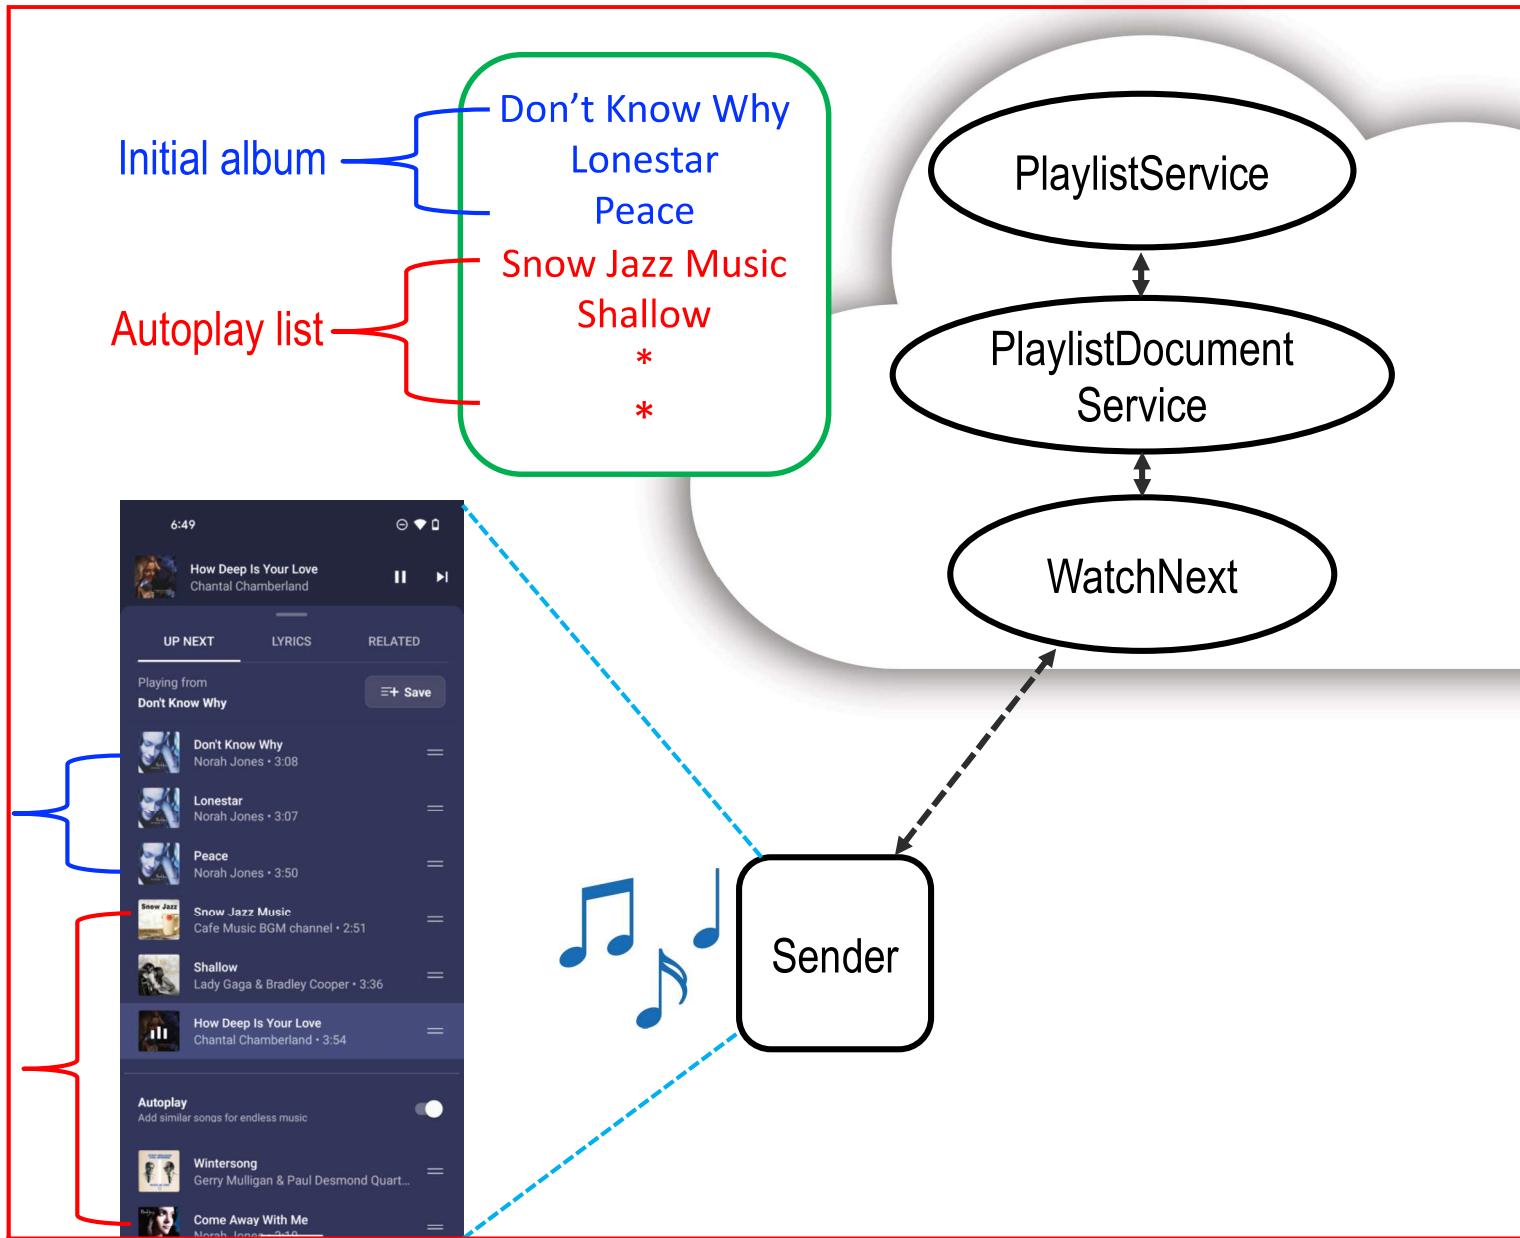 Don't Know Why
Initial album
Lonestar
Peace
Snow Jazz Music
Autoplay list
Shallow
*
*
PlaylistService
PlaylistDocument
Service
WatchNext
Sender
6:49
How Deep Is Your Love
Chantal Chamberland
UP NEXT LYRICS RELATED
Playing from
Don't Know Why
Save
Don't Know Why
Norah Jones • 3:08
Lonestar
Norah Jones • 3:07
Peace
Norah Jones • 3:50
Snow Jazz
Snow Jazz Music
Cafe Music BGM channel • 2:51
Shallow
Lady Gaga & Bradley Cooper • 3:36
How Deep Is Your Love
Chantal Chamberland • 3:54
Autoplay
Add similar songs for endless music
Wintersong
Gerry Mulligan & Paul Desmond Quart...
Come Away With Me
Norah Jones